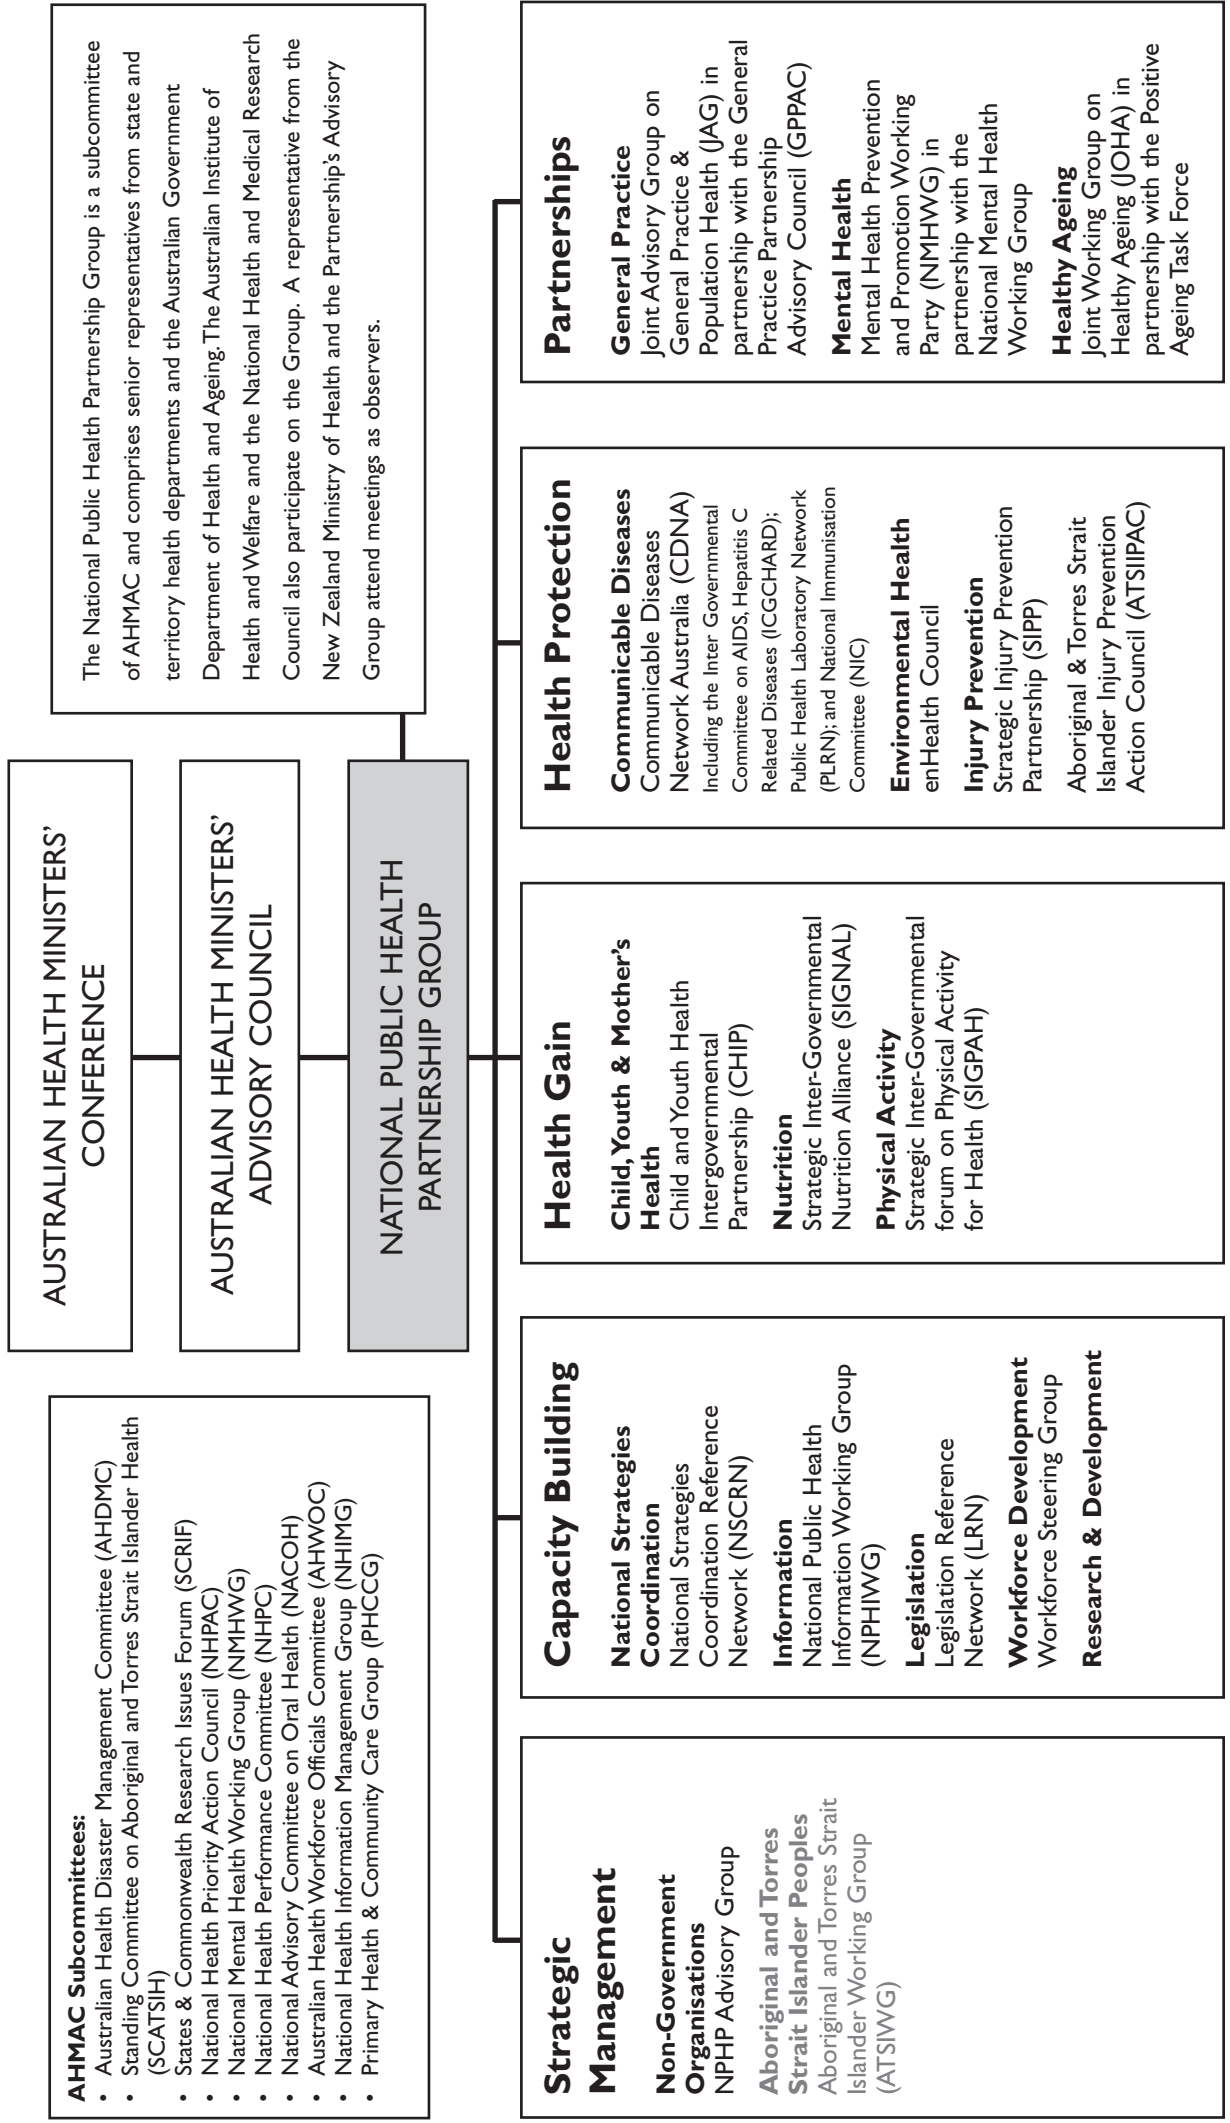 AUSTRALIAN HEALTH MINISTERS'
CONFERENCE
AUSTRALIAN HEALTH MINISTERS'
ADVISORY COUNCIL
NATIONAL PUBLIC HEALTH
PARTNERSHIP GROUP
AHMAC Subcommittees:
• Australian Health Disaster Management Committee (AHDMC)
• Standing Committee on Aboriginal and Torres Strait Islander Health
(SCATSIH)
• States & Commonwealth Research Issues Forum (SCRIF)
• National Health Priority Action Council (NHPAC)
• National Mental Health Working Group (NMHWG)
• National Health Performance Committee (NHPC)
• National Advisory Committee on Oral Health (NACOH)
• Australian Health Workforce Officials Committee (AHWOC)
• National Health Information Management Group (NHIMG)
• Primary Health & Community Care Group (PHCCG)
The National Public Health Partnership Group is a subcommittee
of AHMAC and comprises senior representatives from state and
territory health departments and the Australian Government
Department of Health and Ageing. The Australian Institute of
Health and Welfare and the National Health and Medical Research
Council also participate on the Group. A representative from the
New Zealand Ministry of Health and the Partnership's Advisory
Group attend meetings as observers.
Strategic
Management
Non-Government
Organisations
NPHP Advisory Group
Aboriginal and Torres
Strait Islander Peoples
Aboriginal and Torres Strait
Islander Working Group
(ATSIWG)
Capacity Building
National Strategies
Coordination
National Strategies
Coordination Reference
Network (NSCRN)
Information
National Public Health
Information Working Group
(NPHIWG)
Legislation
Legislation Reference
Network (LRN)
Workforce Development
Workforce Steering Group
Research & Development
Health Gain
Child, Youth & Mother's
Health
Child and Youth Health
Intergovernmental
Partnership (CHIP)
Nutrition
Strategic Inter-Governmental
Nutrition Alliance (SIGNAL)
Physical Activity
Strategic Inter-Governmental
forum on Physical Activity
for Health (SIGPAH)
Health Protection
Communicable Diseases
Communicable Diseases
Network Australia (CDNA)
Including the Inter Governmental
Committee on AIDS, Hepatitis C
Related Diseases (ICGCHARD);
Public Health Laboratory Network
(PLRN); and National Immunisation
Committee (NIC)
Environmental Health
enHealth Council
Injury Prevention
Strategic Injury Prevention
Partnership (SIPP)
Aboriginal & Torres Strait
Islander Injury Prevention
Action Council (ATSIIPAC)
Partnerships
General Practice
Joint Advisory Group on
General Practice &
Population Health (JAG) in
partnership with the General
Practice Partnership
Advisory Council (GPPAC)
Mental Health
Mental Health Prevention
and Promotion Working
Party (NMHWG) in
partnership with the
National Mental Health
Working Group
Healthy Ageing
Joint Working Group on
Healthy Ageing (JOHA) in
partnership with the Positive
Ageing Task Force